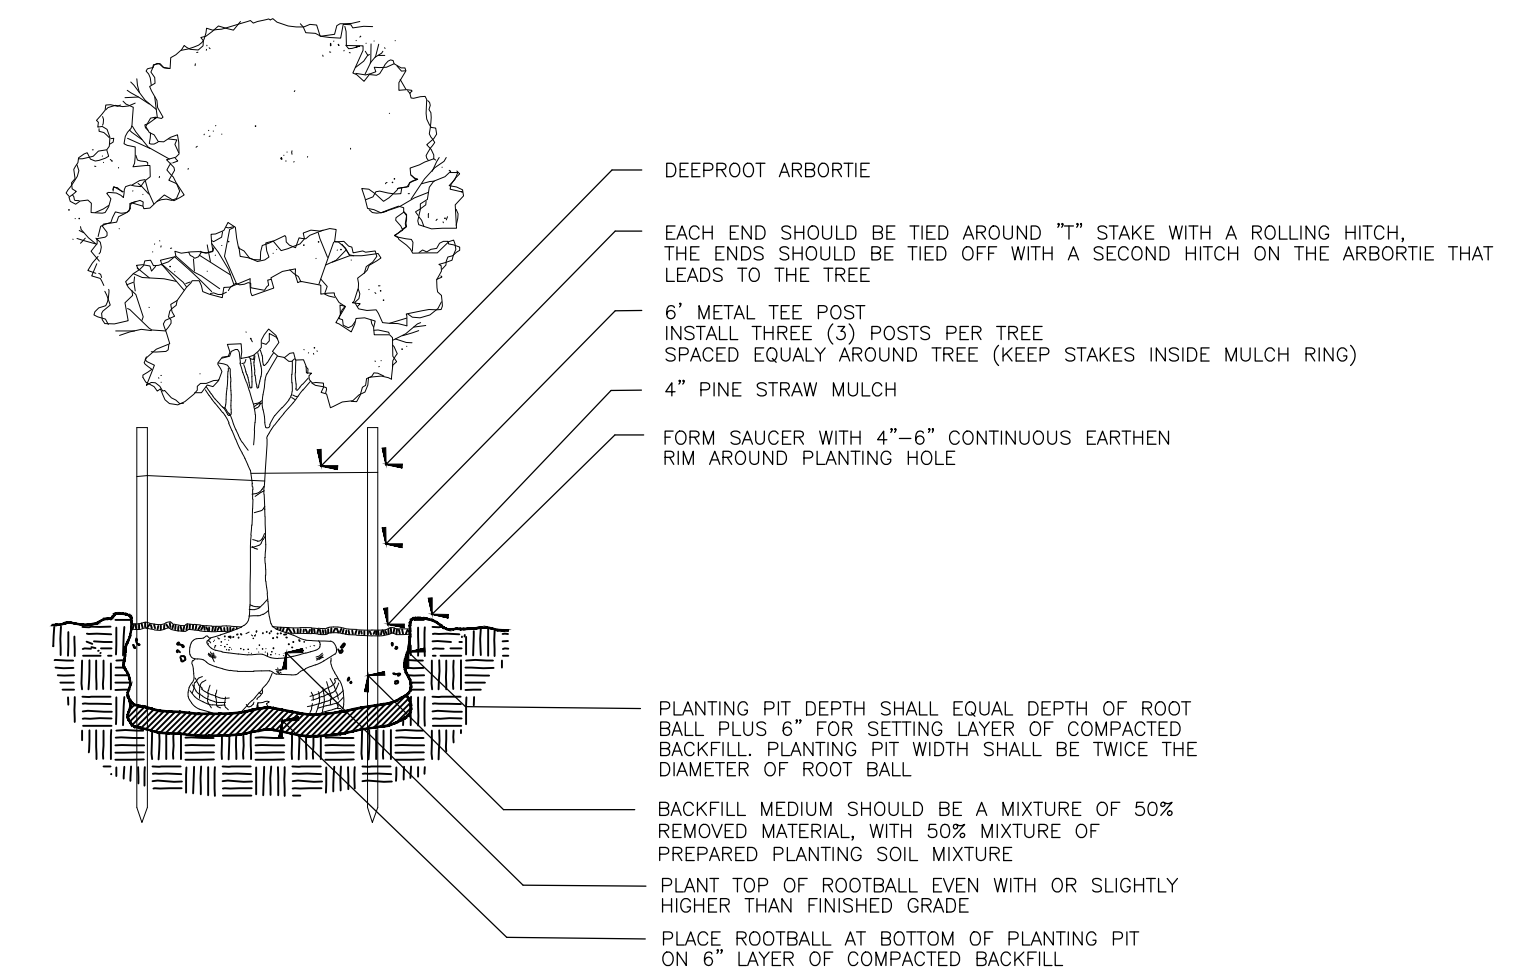 DEEPROOT ARBORTIE
EACH END SHOULD BE TIED AROUND "T" STAKE WITH A ROLLING HITCH,
THE ENDS SHOULD BE TIED OFF WITH A SECOND HITCH ON THE ARBORTIE THAT
LEADS TO THE TREE
6' METAL TEE POST
INSTALL THREE (3) POSTS PER TREE
SPACED EQUALY AROUND TREE (KEEP STAKES INSIDE MULCH RING)
4" PINE STRAW MULCH
FORM SAUCER WITH 4"-6" CONTINUOUS EARTHEN
RIM AROUND PLANTING HOLE
PLANTING PIT DEPTH SHALL EQUAL DEPTH OF ROOT
BALL PLUS 6" FOR SETTING LAYER OF COMPACTED
BACKFILL. PLANTING PIT WIDTH SHALL BE TWICE THE
DIAMETER OF ROOT BALL
BACKFILL MEDIUM SHOULD BE A MIXTURE OF 50%
REMOVED MATERIAL, WITH 50% MIXTURE OF
PREPARED PLANTING SOIL MIXTURE
PLANT TOP OF ROOTBALL EVEN WITH OR SLIGHTLY
HIGHER THAN FINISHED GRADE
PLACE ROOTBALL AT BOTTOM OF PLANTING PIT
ON 6" LAYER OF COMPACTED BACKFILL